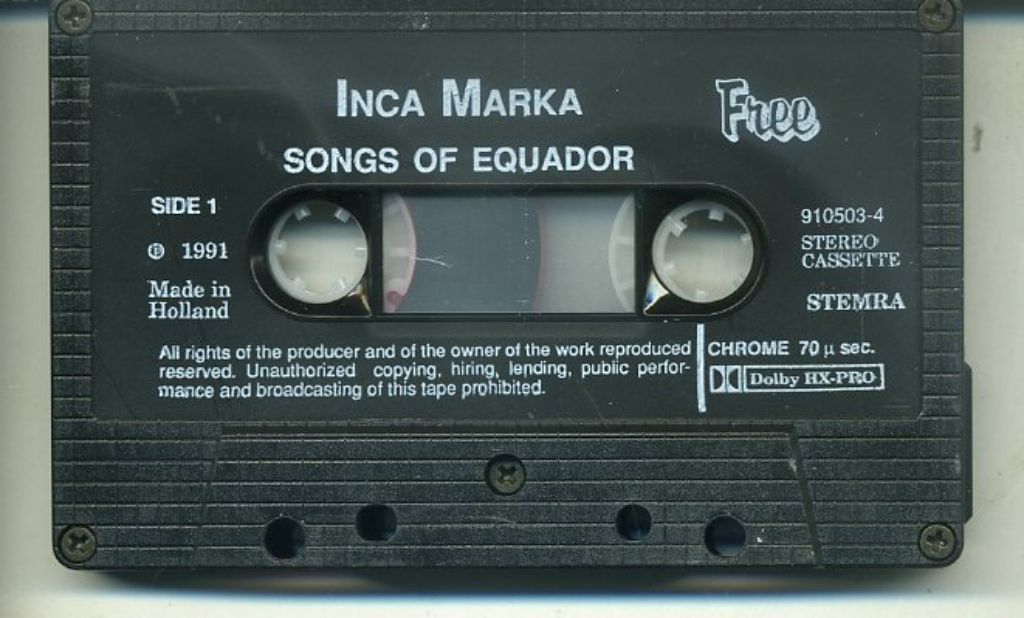 INCA MARKA
Free
SONGS OF EQUADOR
SIDE 1
℗ 1991
Made in
Holland
910503-4
STEREO
CASSETTE
STEMRA
All rights of the producer and of the owner of the work reproduced
reserved. Unauthorized copying, hiring, lending, public perfor-
mance and broadcasting of this tape prohibited.
CHROME 70 µ sec.
Dolby HX-PRO